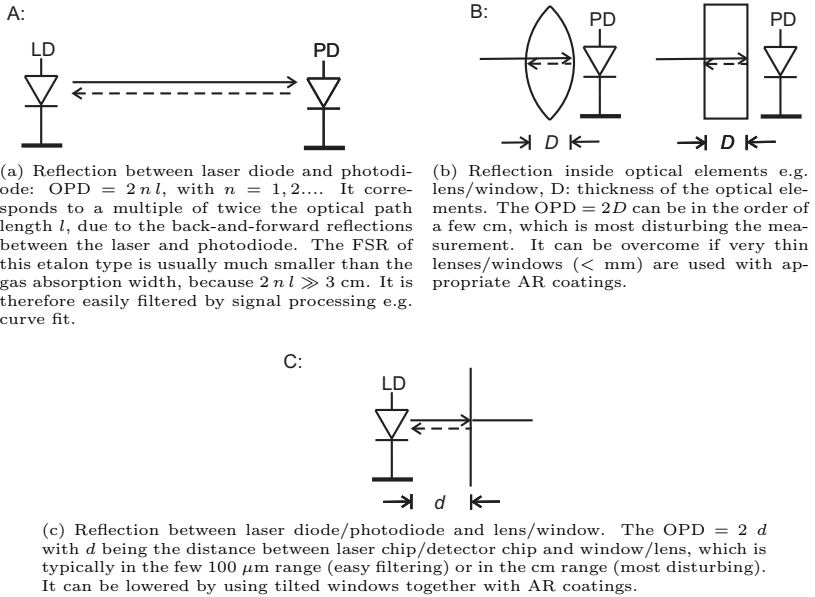 A:
LD
PD
(a) Reflection between laser diode and photodi-
ode: OPD = 2 n l, with n = 1, 2.... It corre-
sponds to a multiple of twice the optical path
length l, due to the back-and-forward reflections
between the laser and photodiode. The FSR of
this etalon type is usually much smaller than the
gas absorption width, because 2 n l ≫ 3 cm. It is
therefore easily filtered by signal processing e.g.
curve fit.
B:
PD
PD
D
D
(b) Reflection inside optical elements e.g.
lens/window, D: thickness of the optical ele-
ments. The OPD = 2D can be in the order of
a few cm, which is most disturbing the mea-
surement. It can be overcome if very thin
lenses/windows (< mm) are used with ap-
propriate AR coatings.
C:
LD
d
(c) Reflection between laser diode/photodiode and lens/window. The OPD = 2 d
with d being the distance between laser chip/detector chip and window/lens, which is
typically in the few 100 μm range (easy filtering) or in the cm range (most disturbing).
It can be lowered by using tilted windows together with AR coatings.